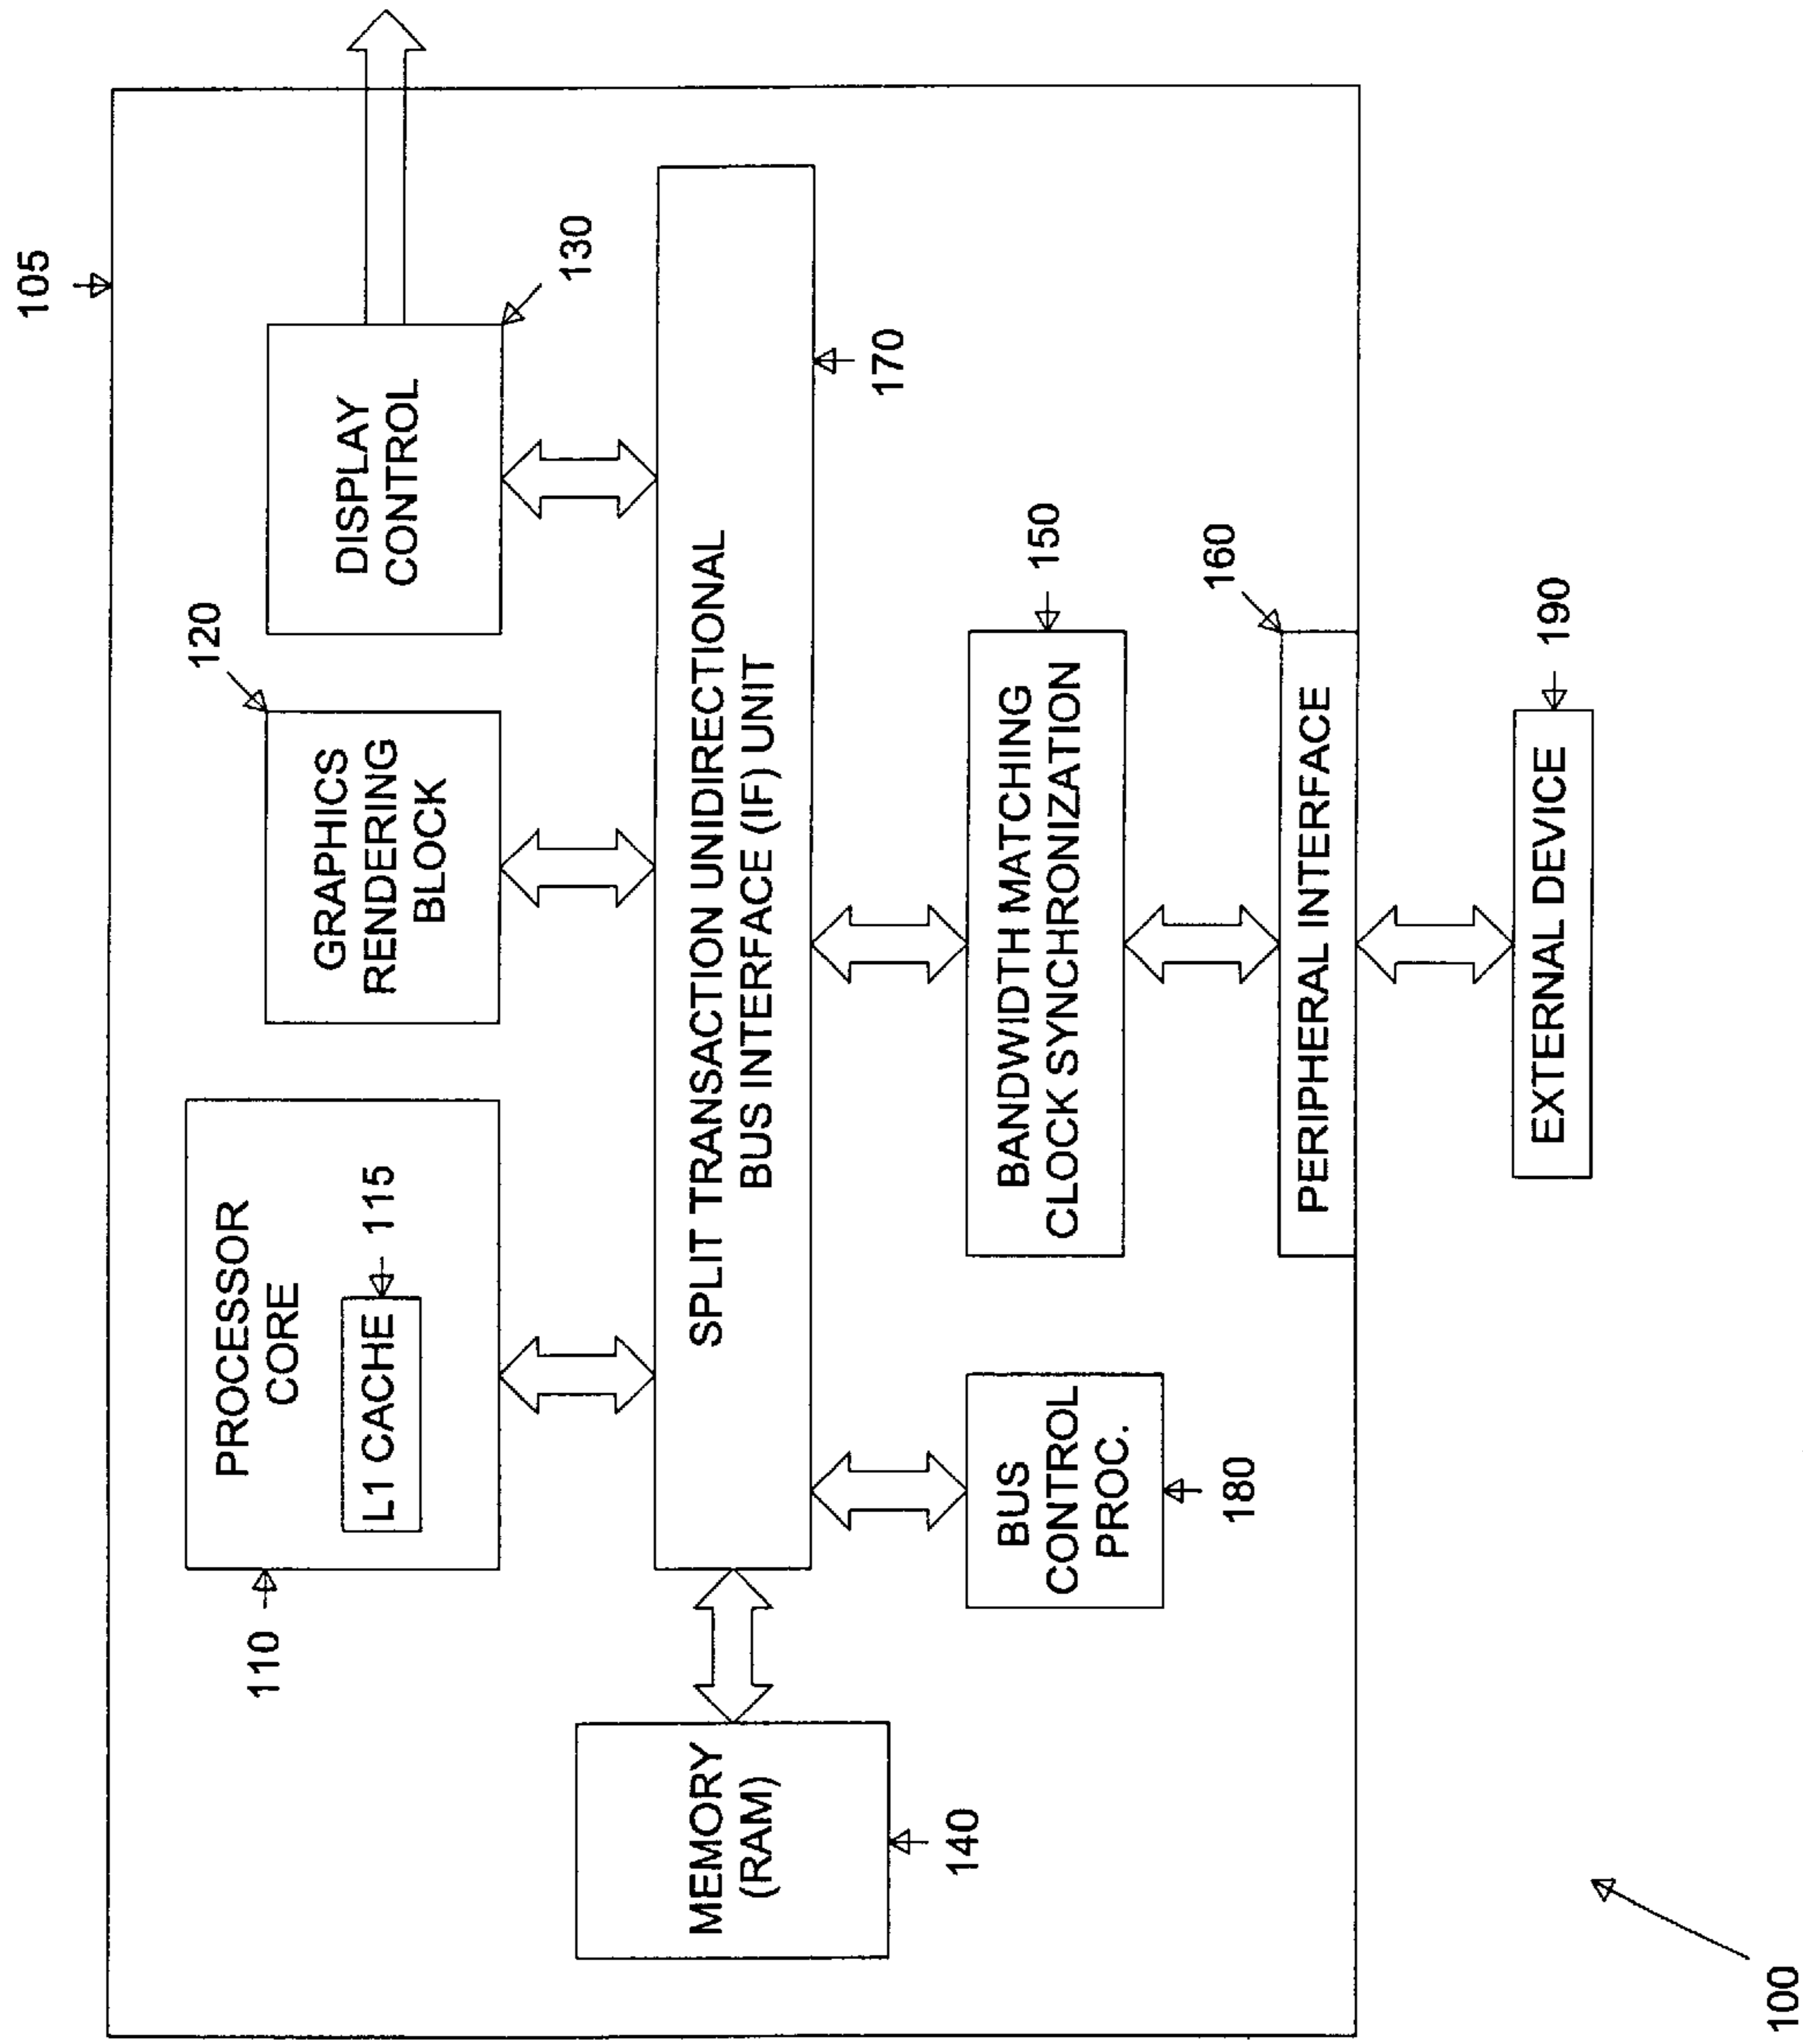 105
110
PROCESSOR
CORE
L1 CACHE
115
120
GRAPHICS
RENDERING
BLOCK
DISPLAY
CONTROL
130
MEMORY
(RAM)
140
SPLIT TRANSACTION UNIDIRECTIONAL
BUS INTERFACE (IF) UNIT
170
BUS
CONTROL
PROC.
180
BANDWIDTH MATCHING
CLOCK SYNCHRONIZATION
150
160
PERIPHERAL INTERFACE
EXTERNAL DEVICE
190
100